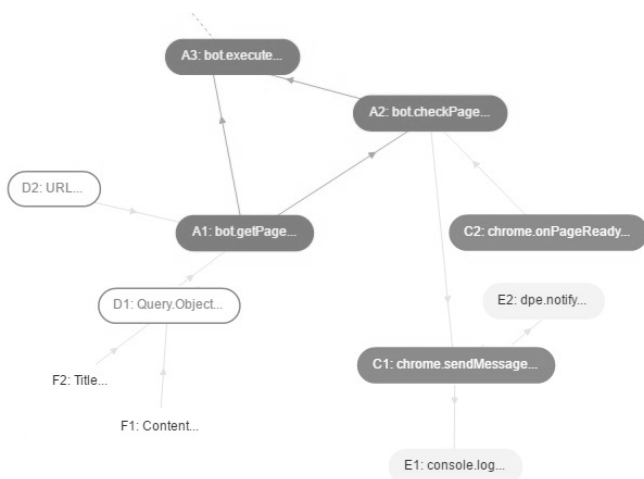 A3: bot.execute...
A2: bot.checkPage...
D2: URL...
A1: bot.getPage...
C2: chrome.onPageReady...
D1: Query.Object...
E2: dpe.notify...
C1: chrome.sendMessage...
F2: Title...
F1: Content...
E1: console.log...